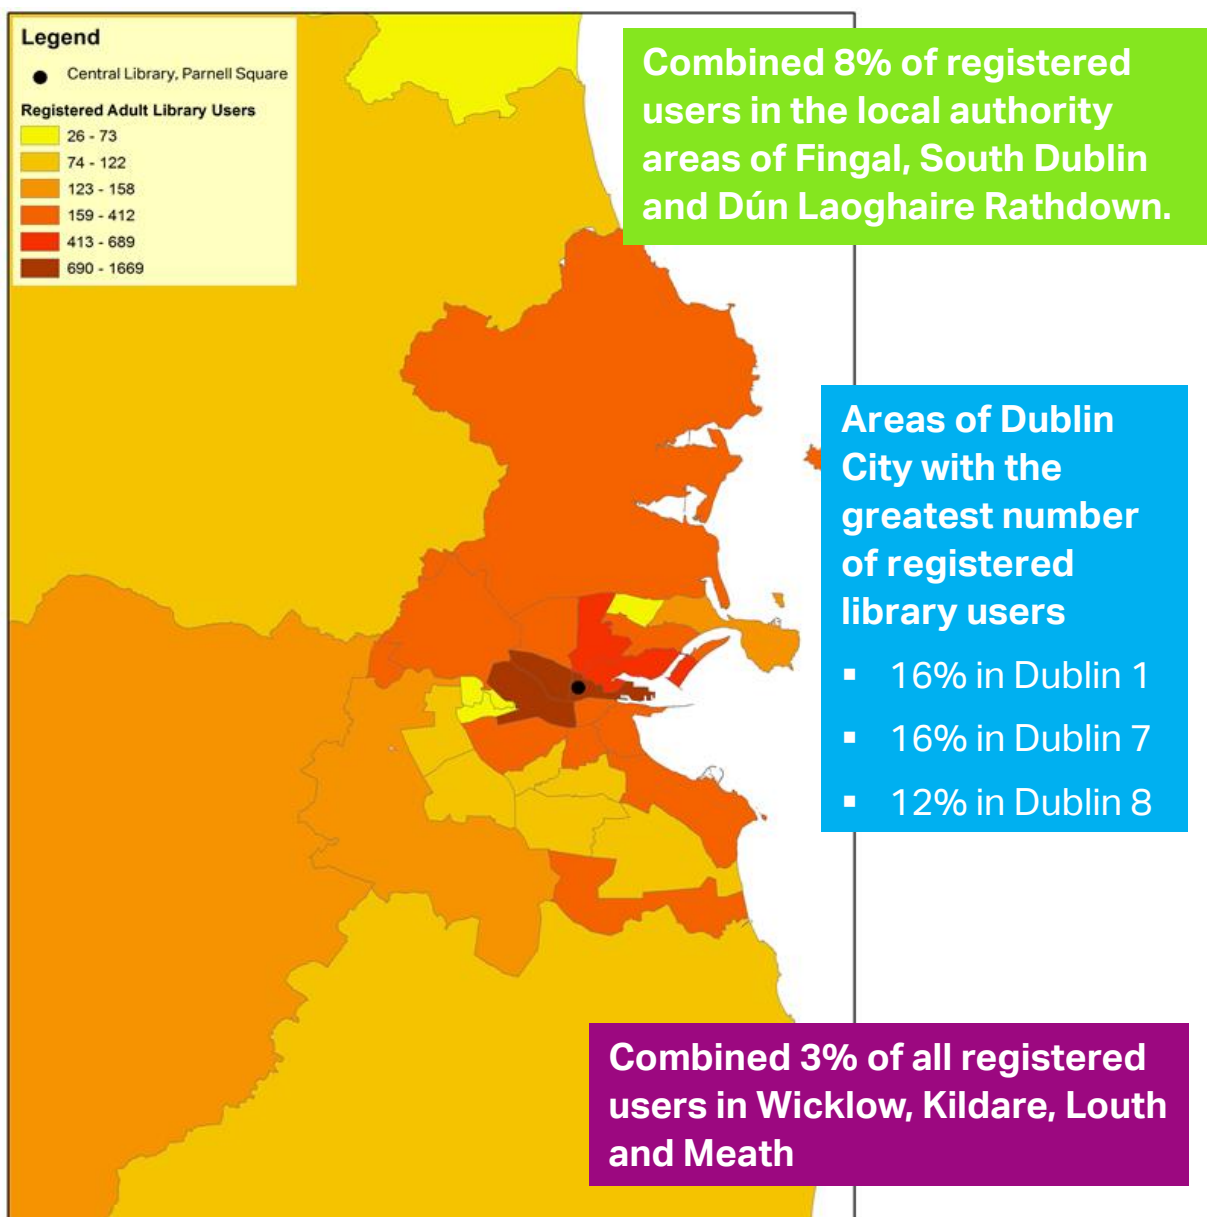 Legend
Central Library, Parnell Square
Registered Adult Library Users
26 - 73
74 - 122
123 - 158
159 - 412
413 - 689
690 - 1669
Combined 8% of registered
users in the local authority
areas of Fingal, South Dublin
and Dún Laoghaire Rathdown.
Areas of Dublin
City with the
greatest number
of registered
library users
▪ 16% in Dublin 1
▪ 16% in Dublin 7
▪ 12% in Dublin 8
Combined 3% of all registered
users in Wicklow, Kildare, Louth
and Meath